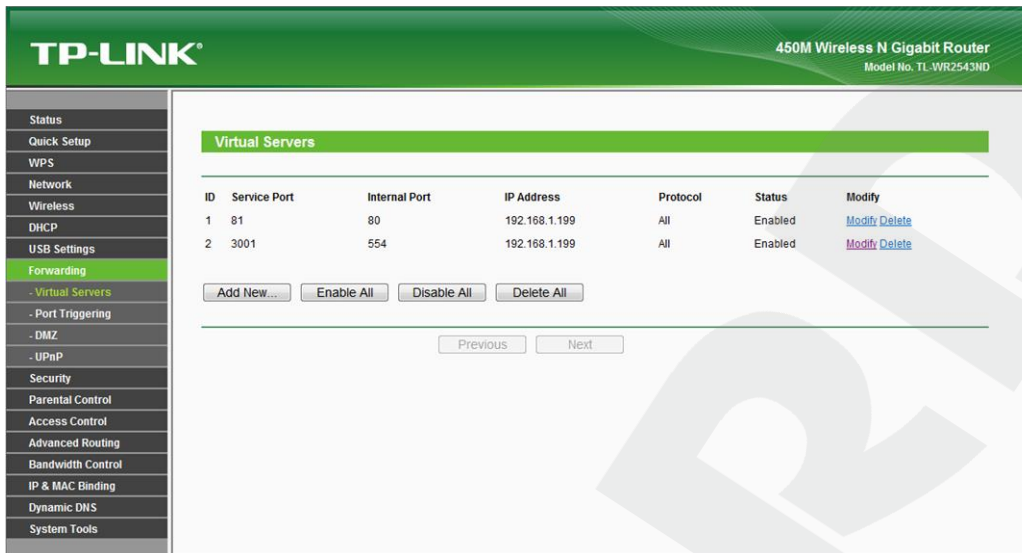 TP-LINK®
450M Wireless N Gigabit Router
Model No. TL-WR2543ND
Status
Quick Setup
WPS
Network
Wireless
DHCP
USB Settings
Forwarding
- Virtual Servers
- Port Triggering
- DMZ
- UPnP
Security
Parental Control
Access Control
Advanced Routing
Bandwidth Control
IP & MAC Binding
Dynamic DNS
System Tools
Virtual Servers
ID Service Port Internal Port IP Address Protocol Status Modify
1 81 80 192.168.1.199 All Enabled Modify Delete
2 3001 554 192.168.1.199 All Enabled Modify Delete
Add New... Enable All Disable All Delete All
Previous Next